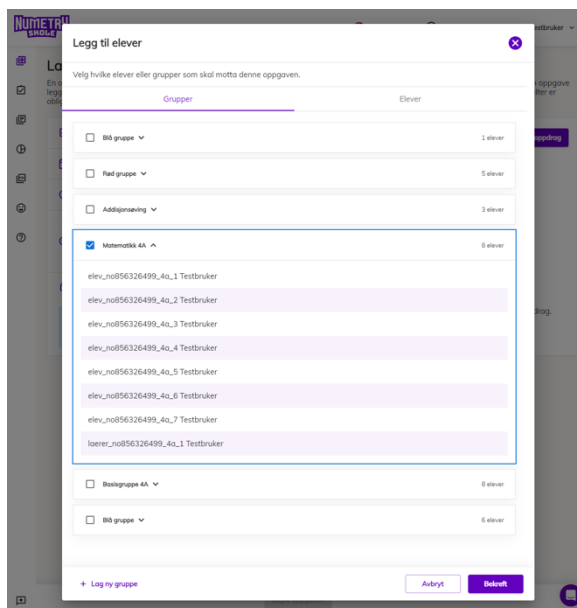 NUMETRY
SKOLE
estbruker
Legg til elever
Velg hvilke elever eller grupper som skal motta denne oppgaven.
Grupper Elever
Blå gruppe 1 elever
Rød gruppe 5 elever
Addisjonsøving 3 elever
Matematikk 4A 8 elever
elev_no856326499_4a_1 Testbruker
elev_no856326499_4a_2 Testbruker
elev_no856326499_4a_3 Testbruker
elev_no856326499_4a_4 Testbruker
elev_no856326499_4a_5 Testbruker
elev_no856326499_4a_6 Testbruker
elev_no856326499_4a_7 Testbruker
laerer_no856326499_4a_1 Testbruker
Basisgruppe 4A 8 elever
Blå gruppe 6 elever
+ Lag ny gruppe Avbryt Bekreft